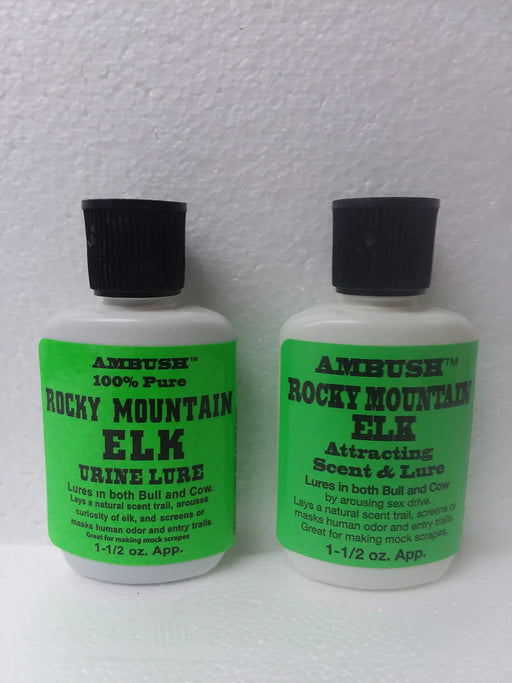 AMBUSH™
100% Pure
ROCKY MOUNTAIN
ELK
URINE LURE
Lures in both Bull and Cow.
Lays a natural scent trail, arouses
curiosity of elk, and screens or
masks human odor and entry trails
Great for making mock scrapes
1-1/2 oz. App.
AMBUSH™
ROCKY MOUNTAIN
ELK
Attracting
Scent & Lure
Lures in both Bull and Cow
by arousing sex drive.
Lays a natural scent trail, screens or
masks human odor and entry trails.
Great for making mock scrapes.
1-1/2 oz. App.